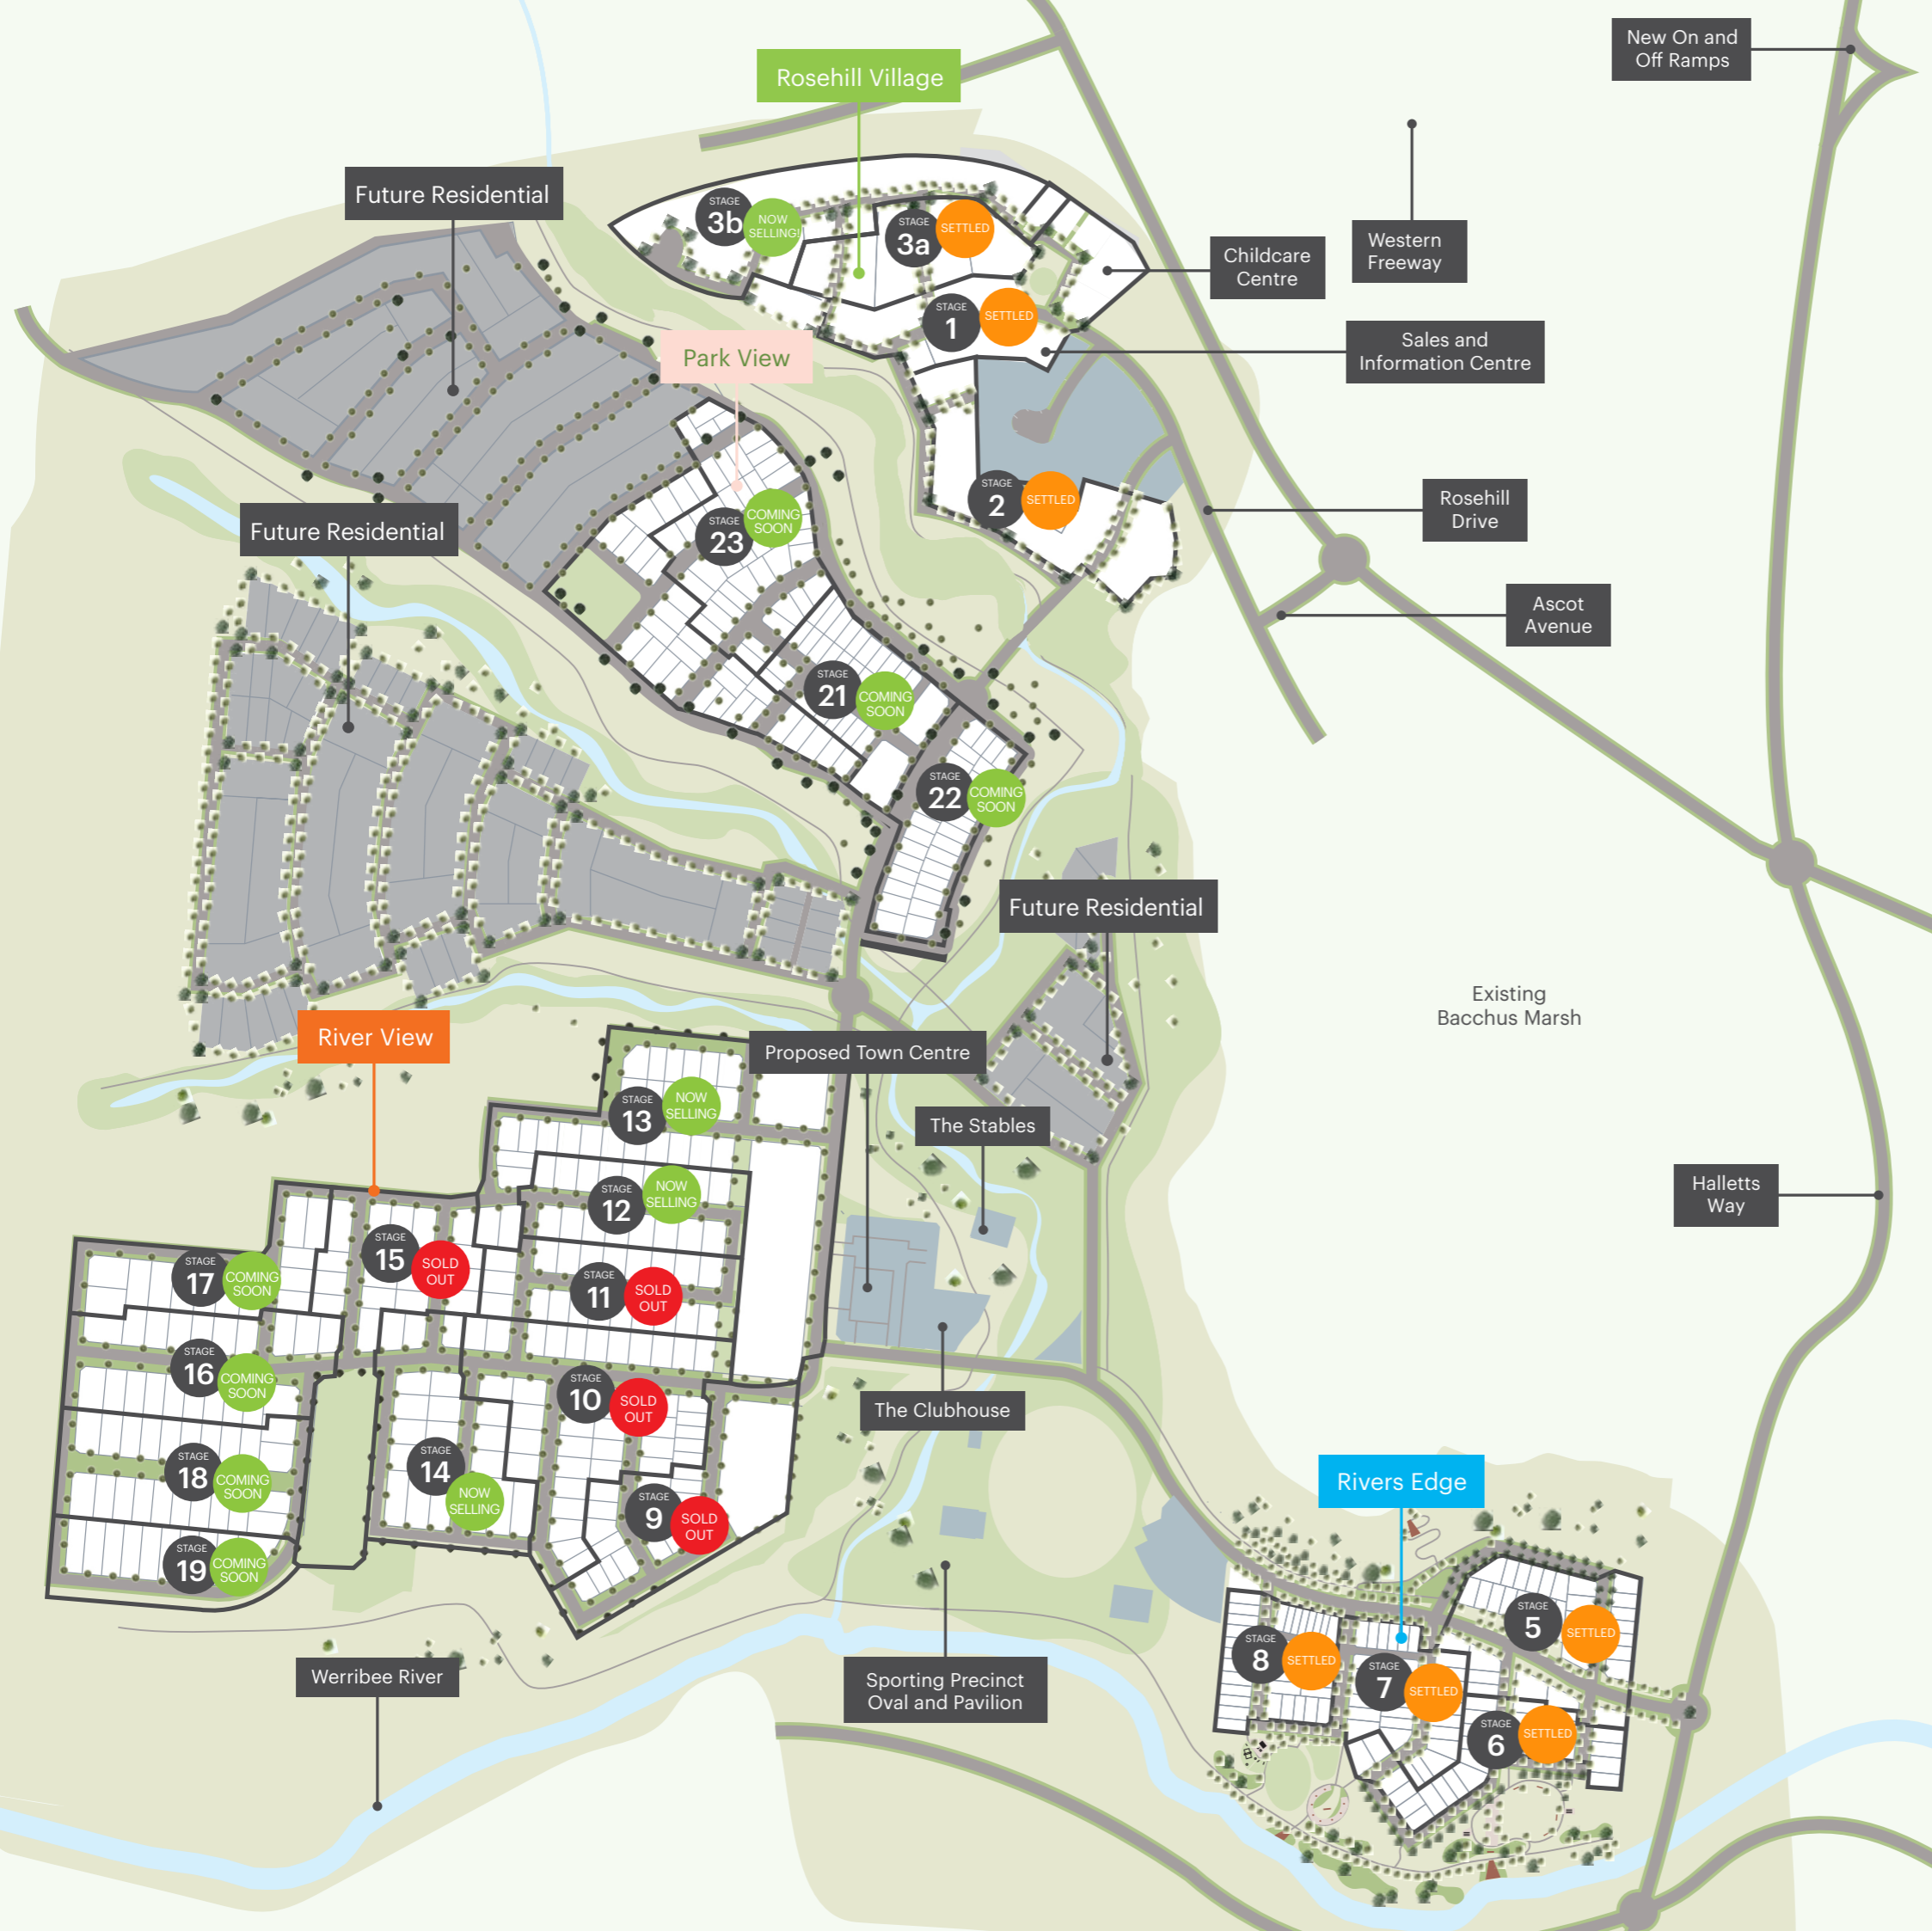 New On and
Off Ramps
Rosehill Village
Future Residential
STAGE
3b
NOW
SELLING!
STAGE
3a
SETTLED
Western
Freeway
Childcare
Centre
STAGE
1
SETTLED
Sales and
Information Centre
Park View
STAGE
2
SETTLED
Rosehill
Drive
Future Residential
STAGE
23
COMING
SOON
Ascot
Avenue
STAGE
21
COMING
SOON
STAGE
22
COMING
SOON
Future Residential
Existing
Bacchus Marsh
River View
Proposed Town Centre
STAGE
13
NOW
SELLING
The Stables
STAGE
12
NOW
SELLING
Halletts
Way
STAGE
15
SOLD
OUT
STAGE
17
COMING
SOON
STAGE
11
SOLD
OUT
STAGE
16
COMING
SOON
STAGE
10
SOLD
OUT
The Clubhouse
STAGE
18
COMING
SOON
STAGE
14
NOW
SELLING
STAGE
9
SOLD
OUT
Rivers Edge
STAGE
19
COMING
SOON
STAGE
5
SETTLED
STAGE
8
SETTLED
STAGE
7
SETTLED
STAGE
6
SETTLED
Werribee River
Sporting Precinct
Oval and Pavilion